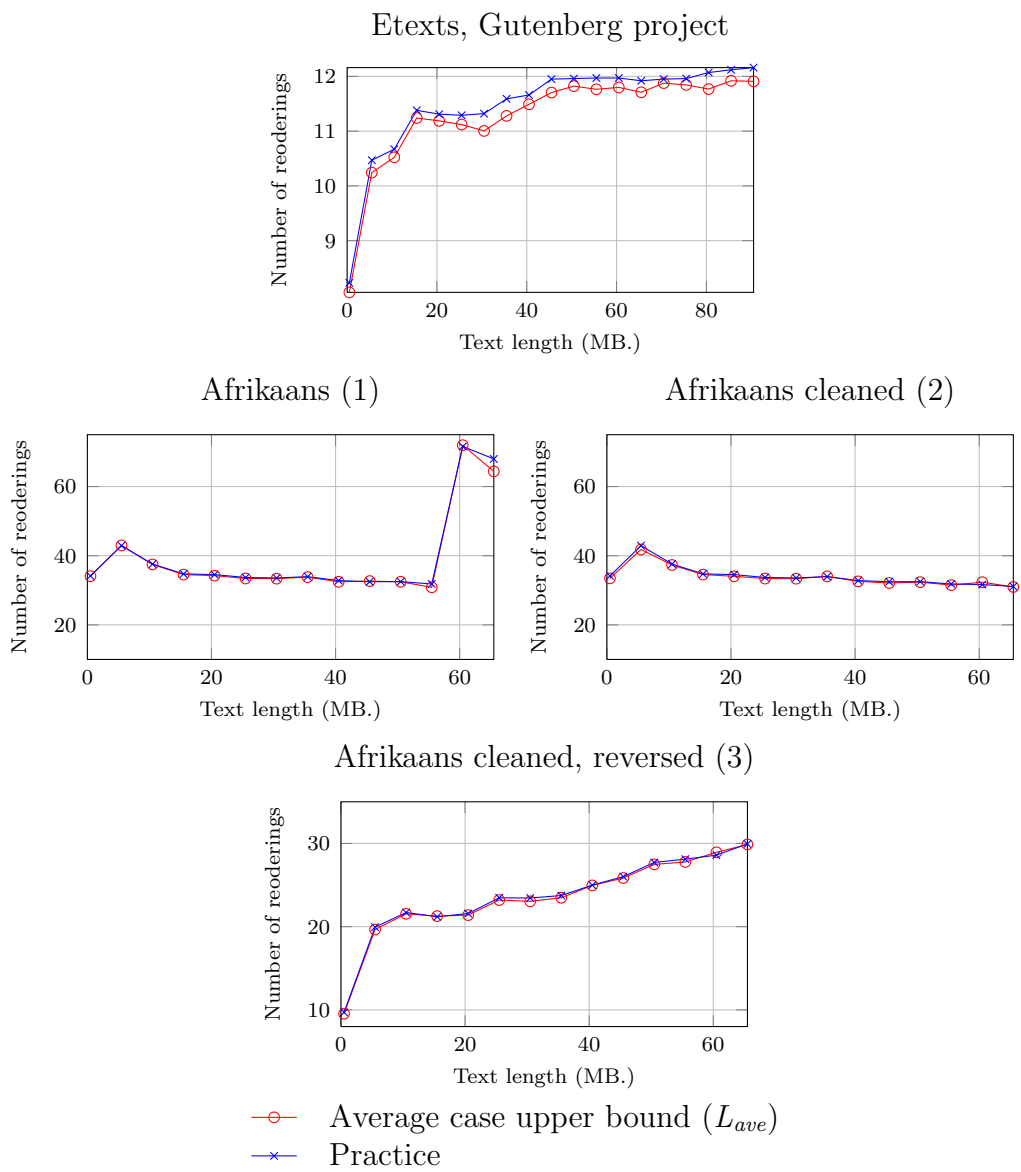 Etexts, Gutenberg project
Number of reoderings
12
11
10
9
0 20 40 60 80
Text length (MB.)
Afrikaans (1)
Number of reoderings
60
40
20
0 20 40 60
Text length (MB.)
Afrikaans cleaned (2)
Number of reoderings
60
40
20
0 20 40 60
Text length (MB.)
Afrikaans cleaned, reversed (3)
Number of reoderings
30
20
10
0 20 40 60
Text length (MB.)
Average case upper bound (L_ave)
Practice